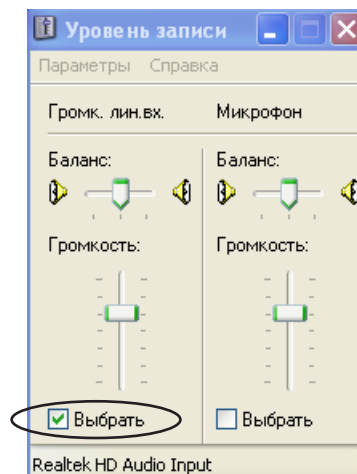 Уровень записи
Параметры Справка
Громк. лин.вх. Микрофон
Баланс: Баланс:
Громкость: Громкость:
Выбрать Выбрать
Realtek HD Audio Input